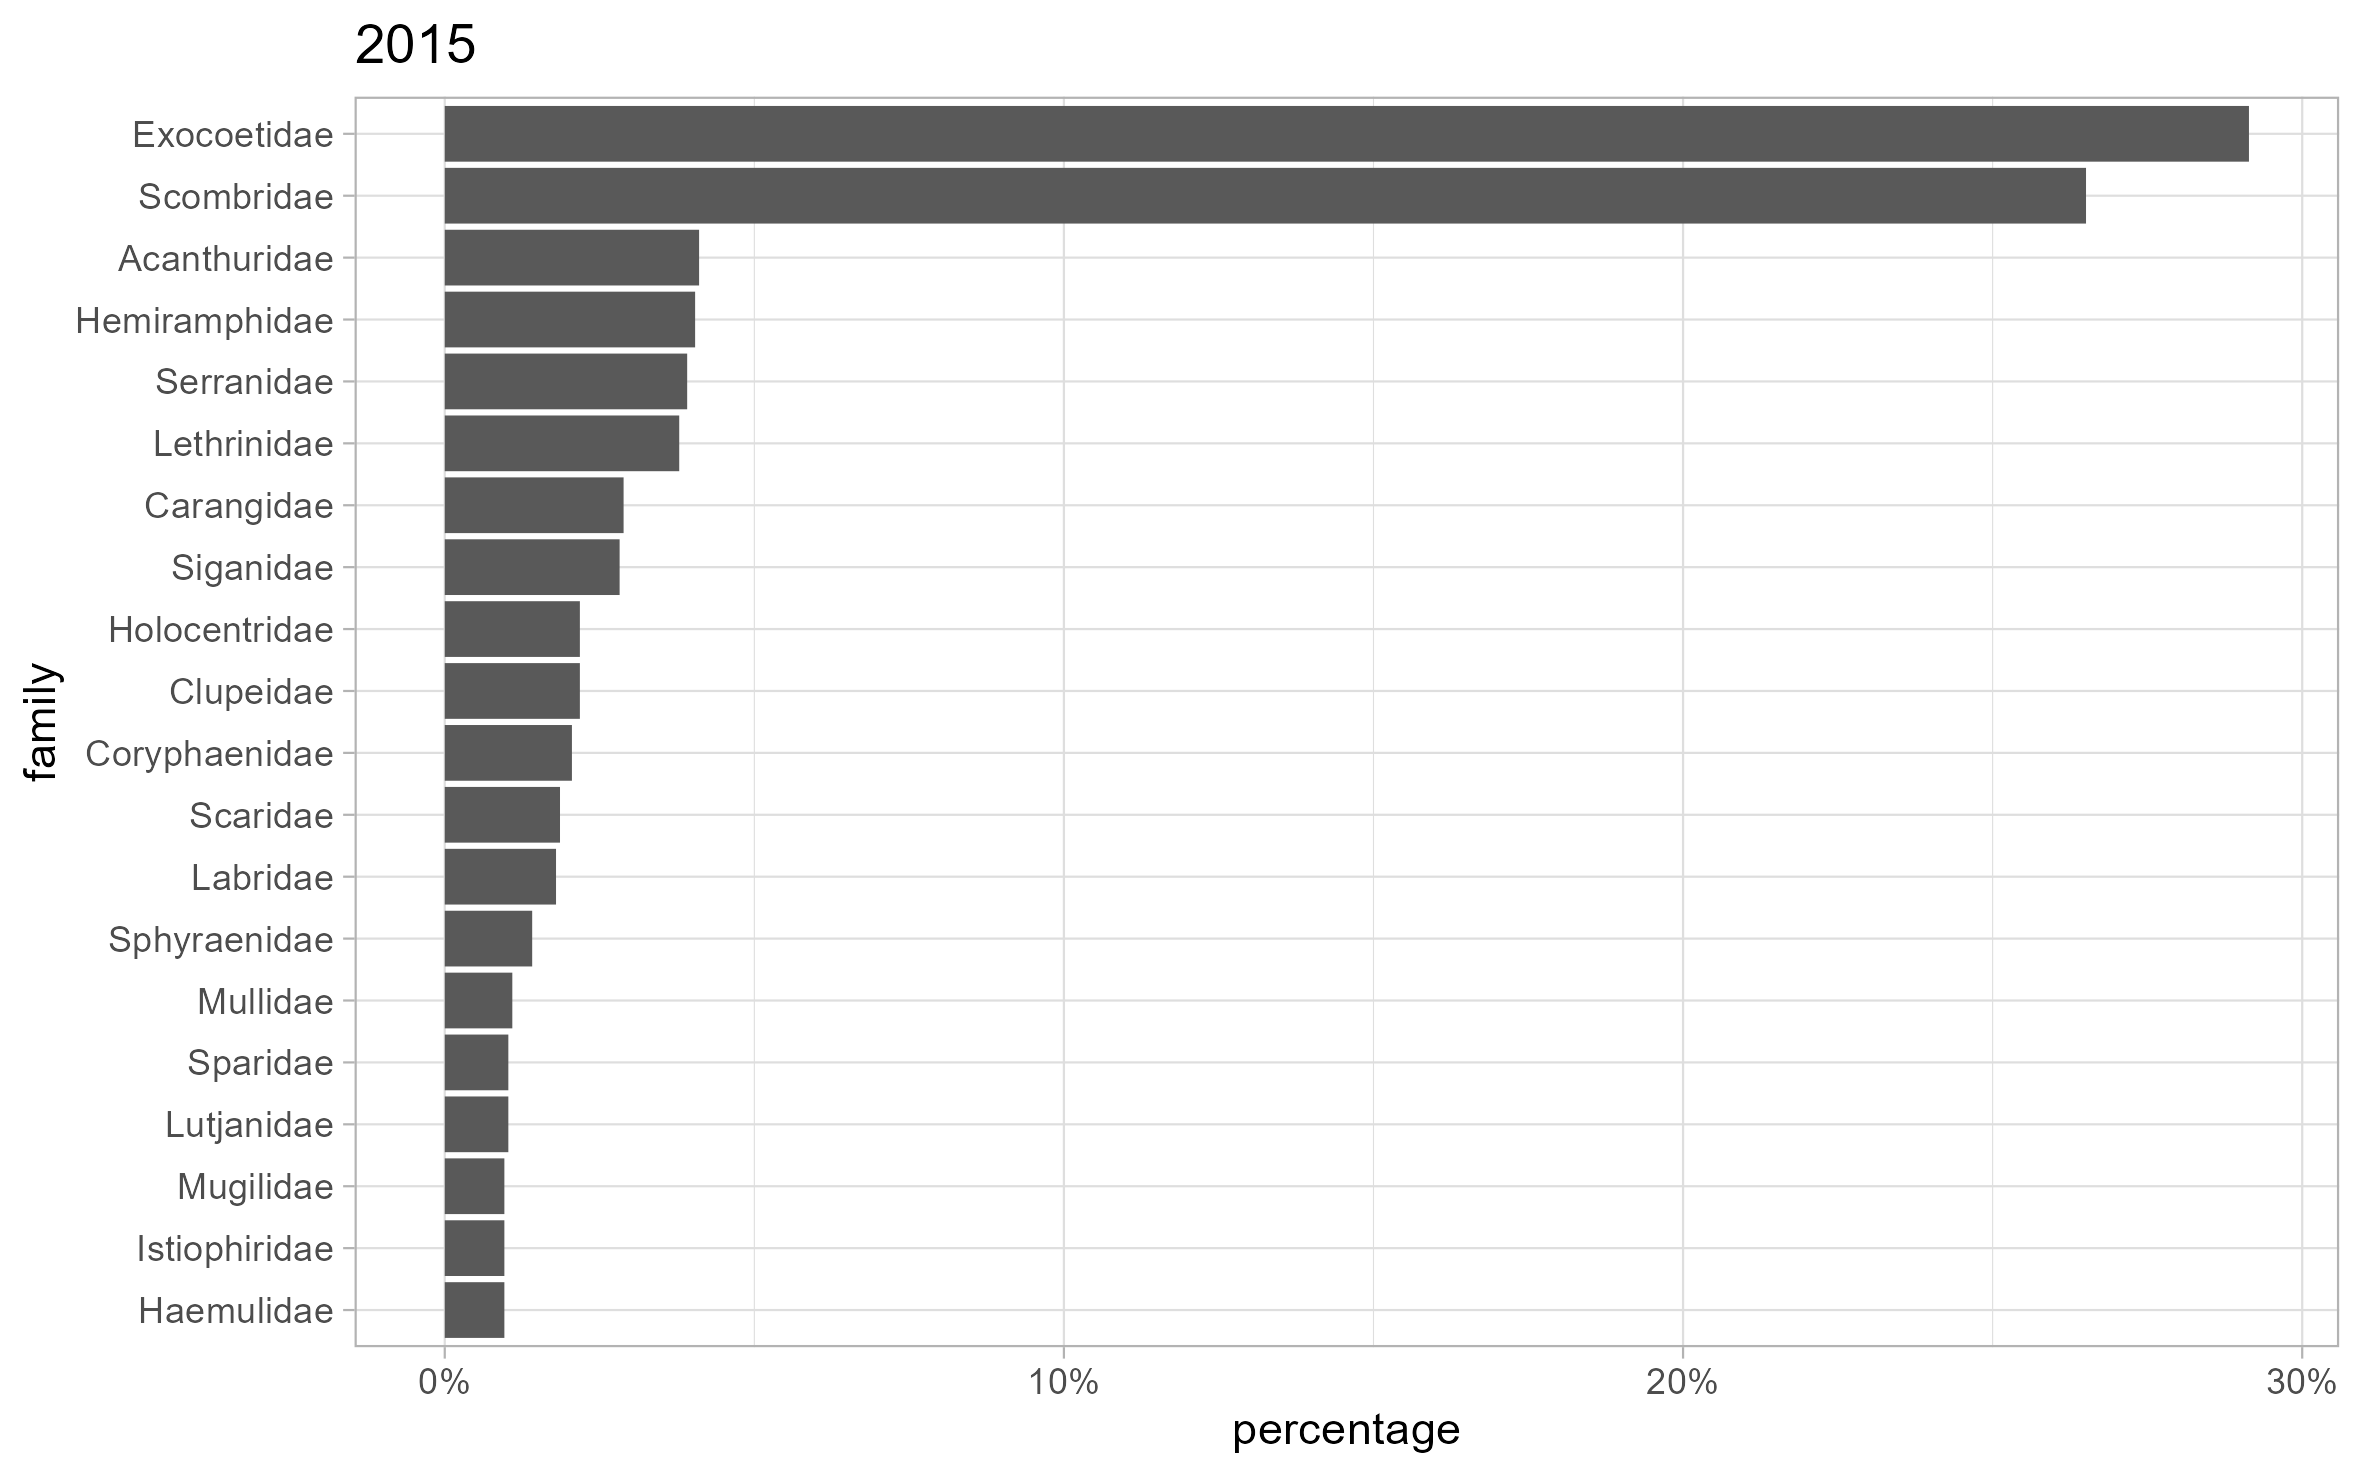 2015
Exocoetidae
Scombridae
Acanthuridae
Hemiramphidae
Serranidae
Lethrinidae
Carangidae
Siganidae
Holocentridae
Clupeidae
Coryphaenidae
Scaridae
Labridae
Sphyraenidae
Mullidae
Sparidae
Lutjanidae
Mugilidae
Istiophiridae
Haemulidae
family
0% 10% 20% 30%
percentage